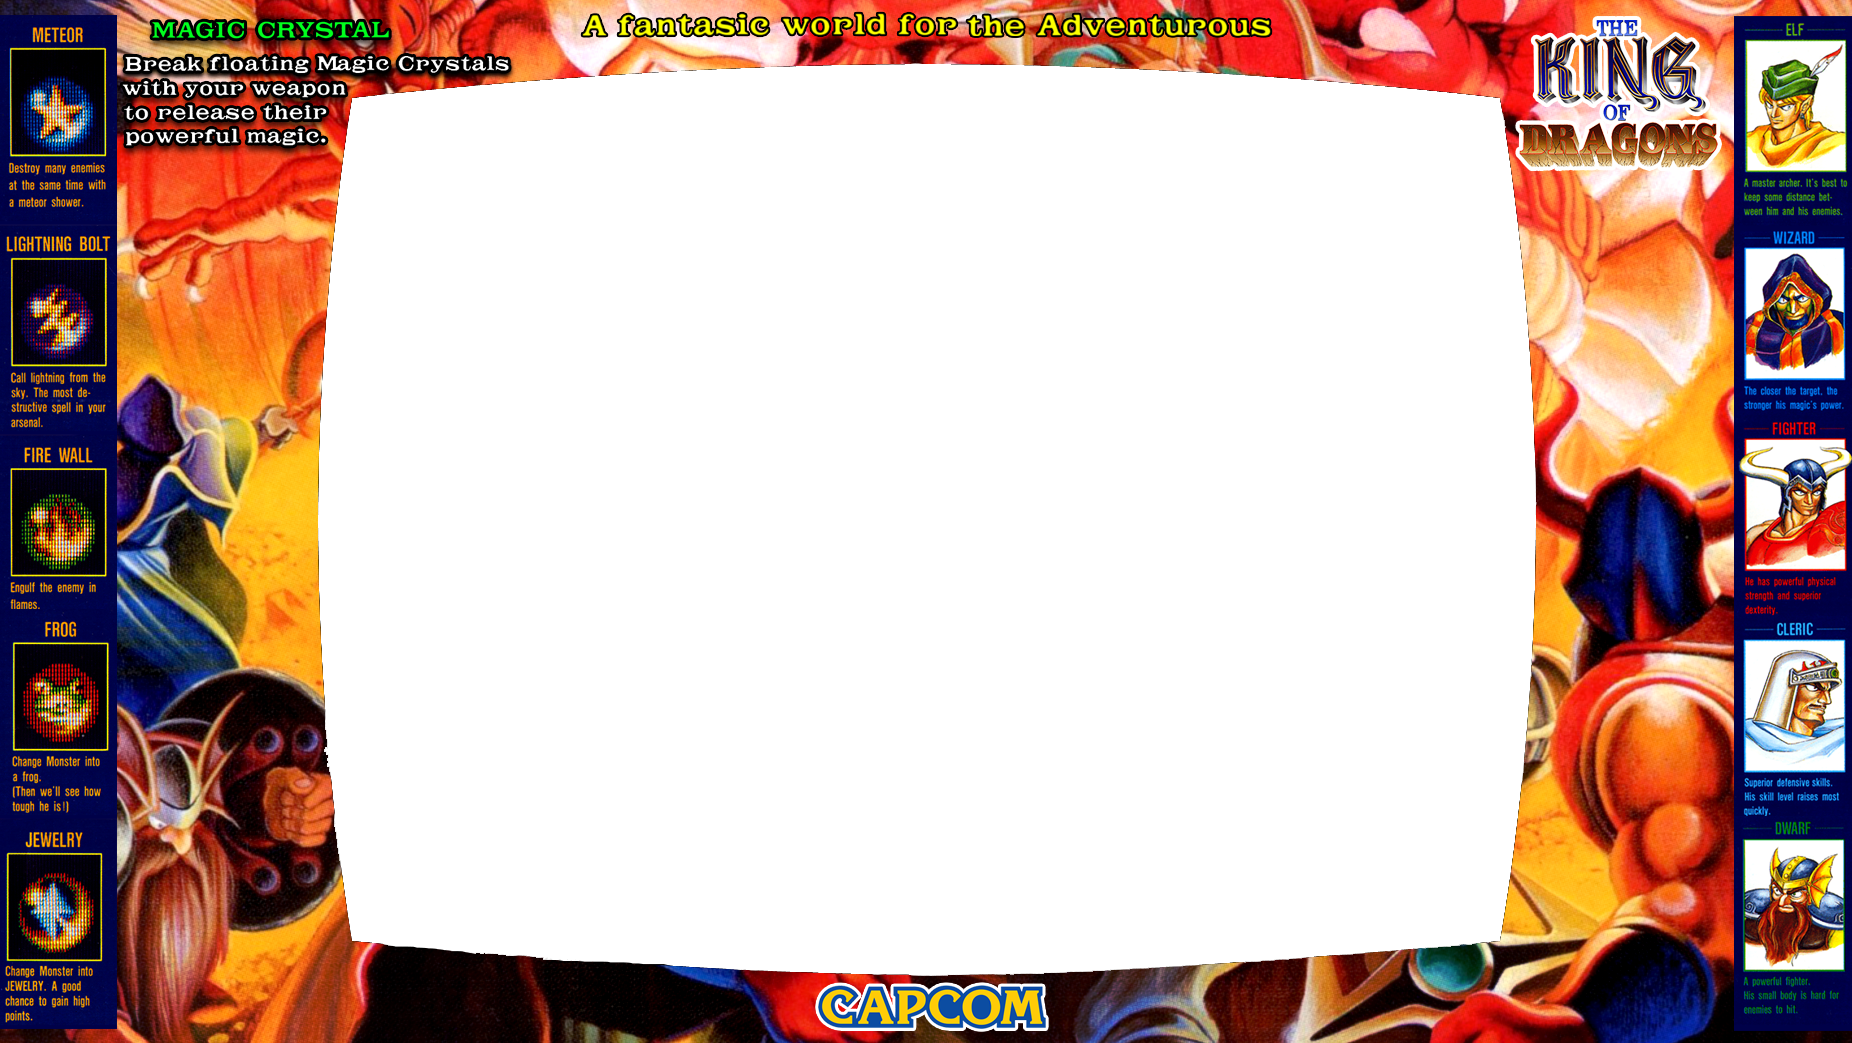 METEOR
Destroy many enemies
at the same time with
a meteor shower.
LIGHTNING BOLT
Call lightning from the
sky. The most de-
structive spell in your
arsenal.
FIRE WALL
Engulf the enemy in
flames.
FROG
Change Monster into
a frog.
(Then we'll see how
tough he is!)
JEWELRY
Change Monster into
JEWELRY. A good
chance to gain high
points.
MAGIC CRYSTAL
Break floating Magic Crystals
with your weapon
to release their
powerful magic.
A fantasic world for the Adventurous
THE
KING
OF
DRAGONS
CAPCOM
ELF
A master archer. It's best to
keep some distance bet-
ween him and his enemies.
WIZARD
The closer the target, the
stronger his magic's power.
FIGHTER
He has powerful physical
strength and superior
dexterity.
CLERIC
Superior defensive skills.
His skill level raises most
quickly.
DWARF
A powerful fighter.
His small body is hard for
enemies to hit.